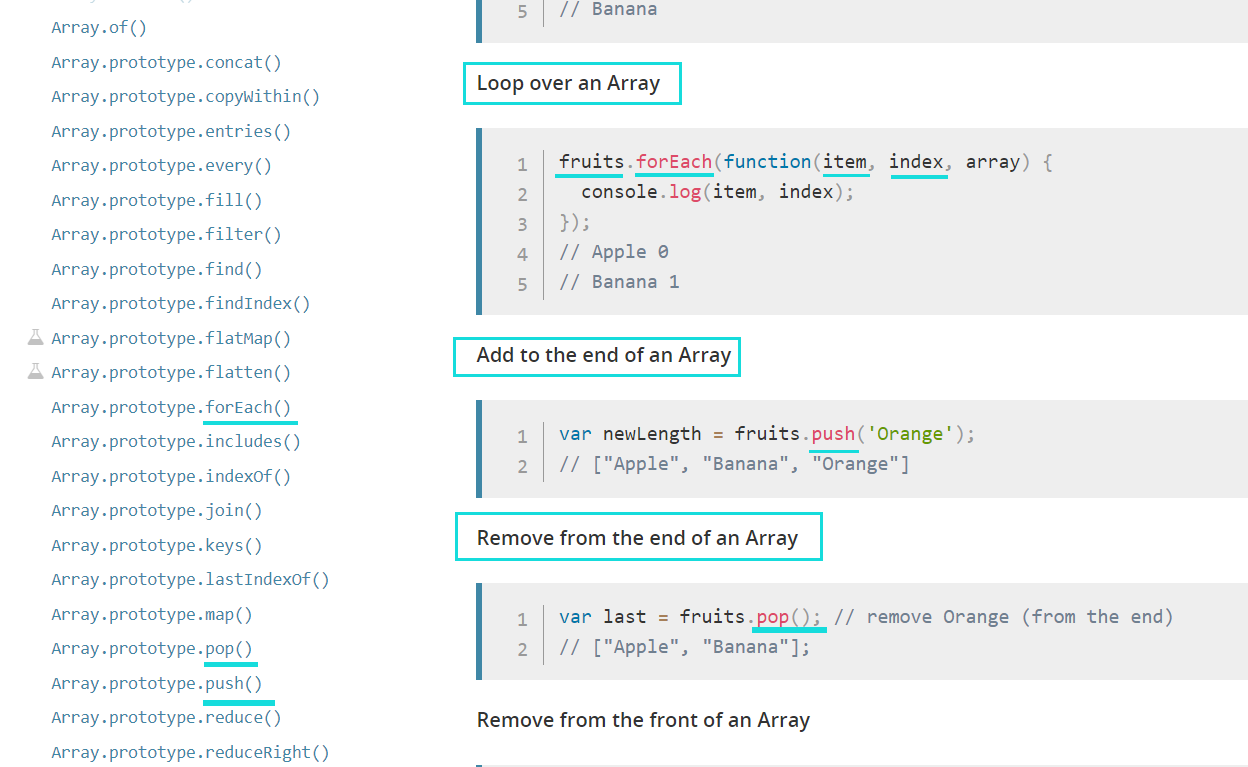 Array.of()
Array.prototype.concat()
Array.prototype.copyWithin()
Array.prototype.entries()
Array.prototype.every()
Array.prototype.fill()
Array.prototype.filter()
Array.prototype.find()
Array.prototype.findIndex()
Array.prototype.flatMap()
Array.prototype.flatten()
Array.prototype.forEach()
Array.prototype.includes()
Array.prototype.indexOf()
Array.prototype.join()
Array.prototype.keys()
Array.prototype.lastIndexOf()
Array.prototype.map()
Array.prototype.pop()
Array.prototype.push()
Array.prototype.reduce()
Array.prototype.reduceRight()
5 // Banana
Loop over an Array
1 fruits.forEach(function(item, index, array) {
2   console.log(item, index);
3 });
4 // Apple 0
5 // Banana 1
Add to the end of an Array
1 var newLength = fruits.push('Orange');
2 // ["Apple", "Banana", "Orange"]
Remove from the end of an Array
1 var last = fruits.pop(); // remove Orange (from the end)
2 // ["Apple", "Banana"];
Remove from the front of an Array